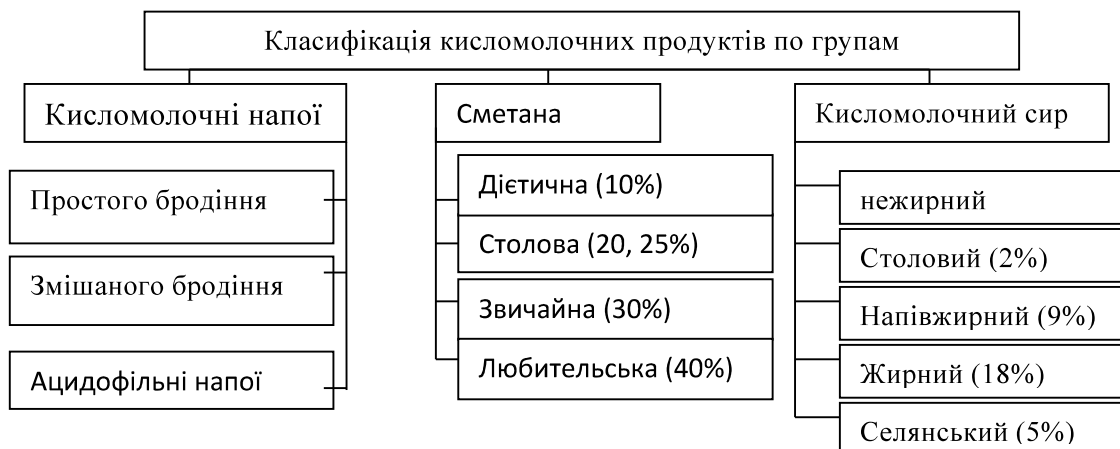 Класифікація кисломолочних продуктів по групам
Кисломолочні напої
Простого бродіння
Змішаного бродіння
Ацидофільні напої
Сметана
Дієтична (10%)
Столова (20, 25%)
Звичайна (30%)
Любительська (40%)
Кисломолочний сир
нежирний
Столовий (2%)
Напівжирний (9%)
Жирний (18%)
Селянський (5%)